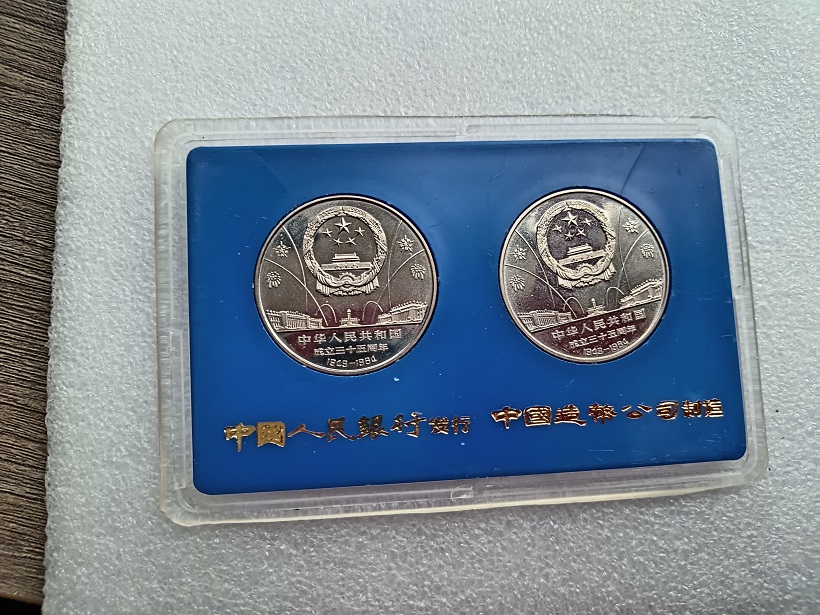 中华人民共和国
成立三十五周年
1949-1984
中华人民共和国
成立三十五周年
1949-1984
中國人民銀行发行
中國造幣公司制造